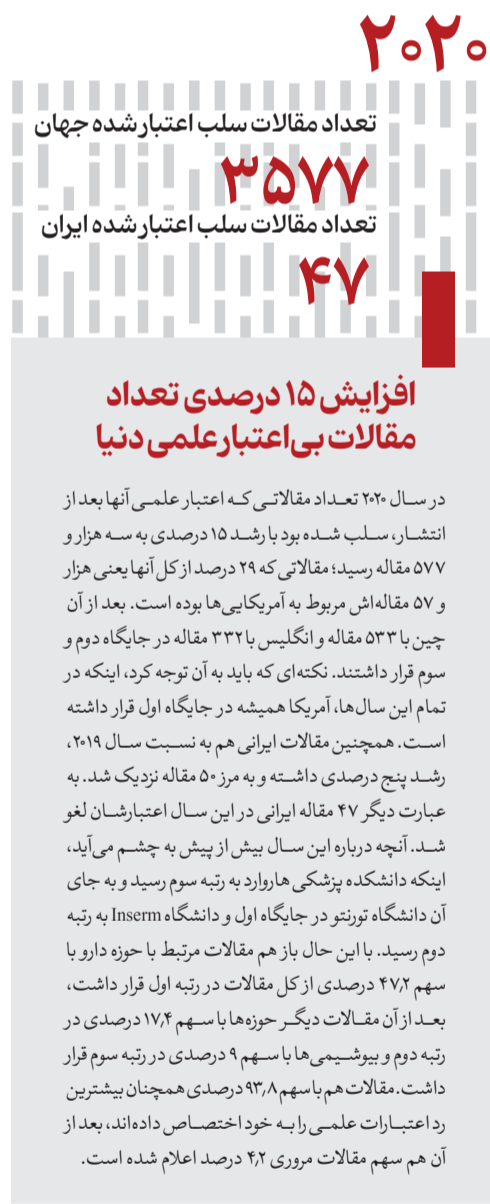 ۲۰۲۰
تعداد مقالات سلب اعتبار شده جهان
۳۵۷۷
تعداد مقالات سلب اعتبار شده ایران
۴۷
افزایش ۱۵ درصدی تعداد
مقالات بی‌اعتبار علمی دنیا
در سال ۲۰۲۰ تعداد مقالاتی که اعتبار علمی آنها بعد از
انتشار، سلب شده بود با رشد ۱۵ درصدی به سه هزار و
۵۷۷ مقاله رسید؛ مقالاتی که ۲۹ درصد از کل آنها یعنی هزار
و ۵۷ مقاله‌اش مربوط به آمریکایی‌ها بوده است. بعد از آن
چین با ۵۳۳ مقاله و انگلیس با ۳۳۲ مقاله در جایگاه دوم و
سوم قرار داشتند. نکته‌ای که باید به آن توجه کرد، اینکه در
تمام این سال‌ها، آمریکا همیشه در جایگاه اول قرار داشته
است. همچنین مقالات ایرانی هم به نسبت سال ۲۰۱۹،
رشد پنج درصدی داشته و به مرز ۵۰ مقاله نزدیک شد. به
عبارت دیگر ۴۷ مقاله ایرانی در این سال اعتبارشان لغو
شد. آنچه درباره این سال بیش از پیش به چشم می‌آید،
اینکه دانشکده پزشکی هاروارد به رتبه سوم رسید و به جای
آن دانشگاه تورنتو در جایگاه اول و دانشگاه Inserm به رتبه
دوم رسید. با این حال باز هم مقالات مرتبط با حوزه دارو با
سهم ۴۷٫۲ درصدی از کل مقالات در رتبه اول قرار داشت،
بعد از آن مقالات دیگر حوزه‌ها با سهم ۱۷٫۴ درصدی در
رتبه دوم و بیوشیمی‌ها با سهم ۹ درصدی در رتبه سوم قرار
داشت. مقالات هم با سهم ۹۳٫۸ درصدی همچنان بیشترین
رد اعتبارات علمی را به خود اختصاص داده‌اند، بعد از
آن هم سهم مقالات مروری ۴٫۲ درصد اعلام شده است.